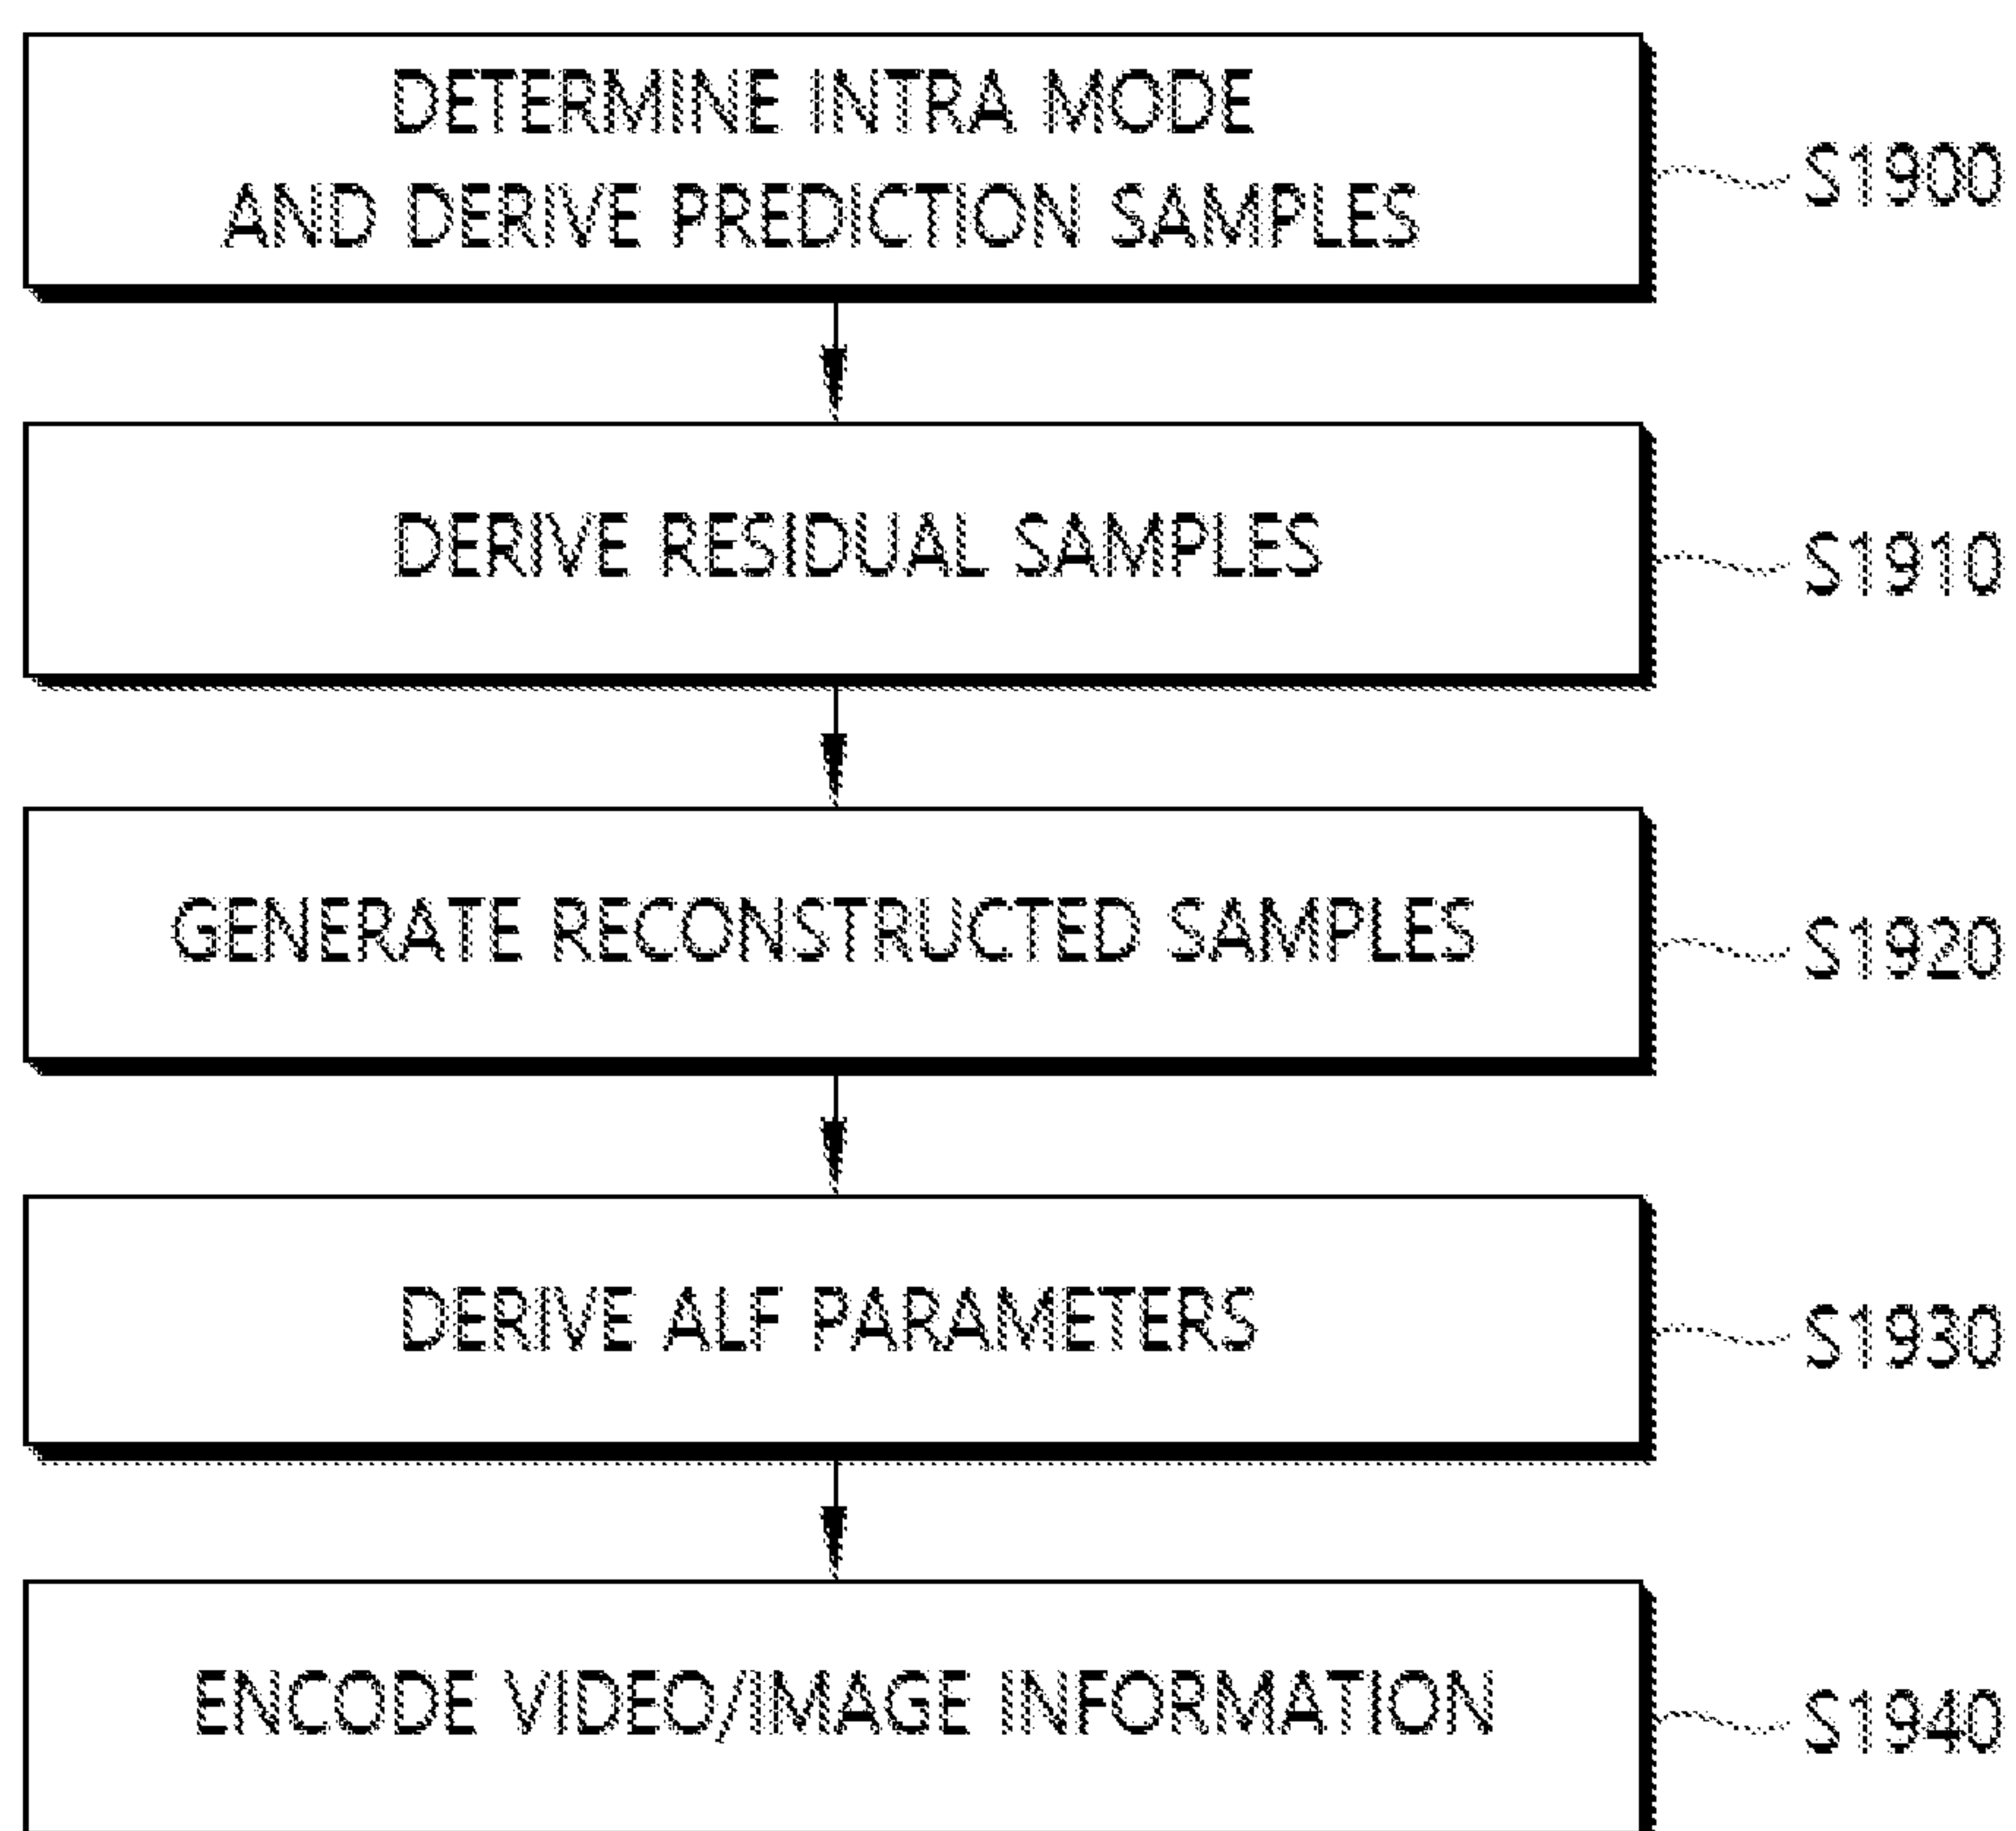 DETERMINE INTRA MODE
AND DERIVE PREDICTION SAMPLES
S1900
DERIVE RESIDUAL SAMPLES
S1910
GENERATE RECONSTRUCTED SAMPLES
S1920
DERIVE ALF PARAMETERS
S1930
ENCODE VIDEO/IMAGE INFORMATION
S1940